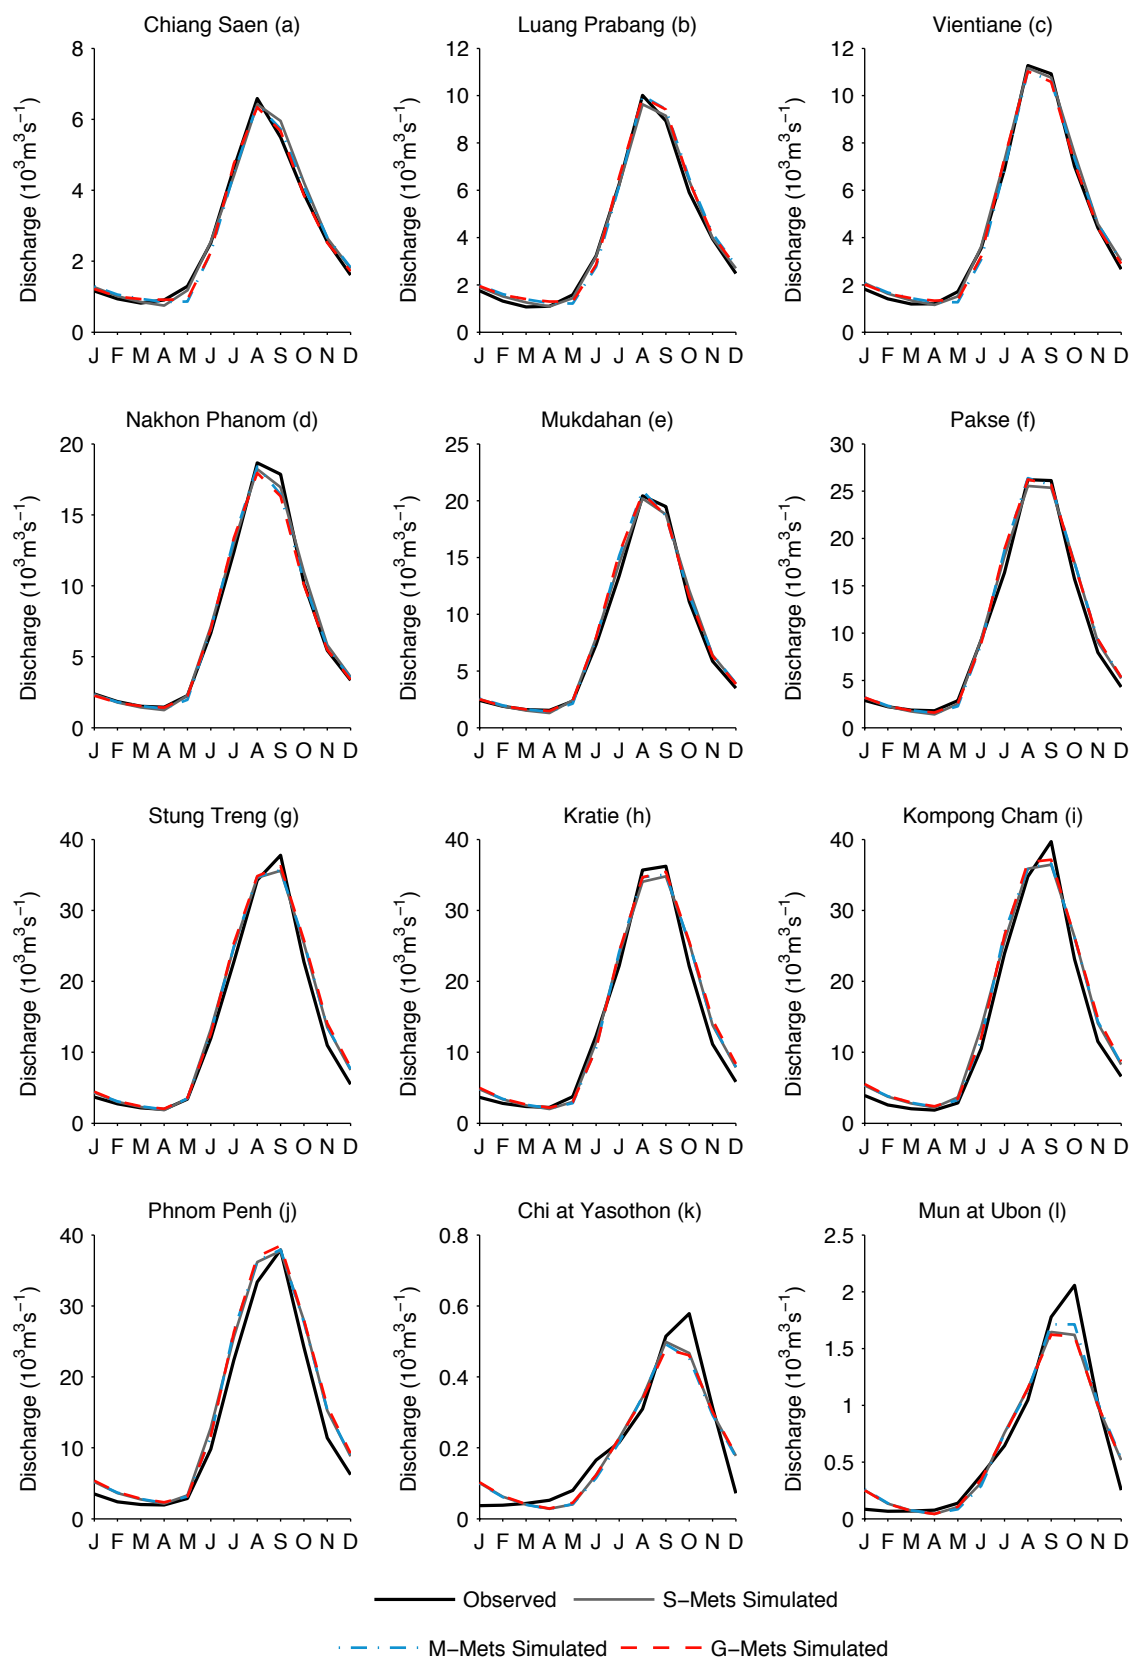 Chiang Saen (a)
Discharge (10³m³s⁻¹)
8
6
4
2
0
J F M A M J J A S O N D
Luang Prabang (b)
Discharge (10³m³s⁻¹)
12
10
8
6
4
2
0
J F M A M J J A S O N D
Vientiane (c)
Discharge (10³m³s⁻¹)
12
10
8
6
4
2
0
J F M A M J J A S O N D
Nakhon Phanom (d)
Discharge (10³m³s⁻¹)
20
15
10
5
0
J F M A M J J A S O N D
Mukdahan (e)
Discharge (10³m³s⁻¹)
25
20
15
10
5
0
J F M A M J J A S O N D
Pakse (f)
Discharge (10³m³s⁻¹)
30
25
20
15
10
5
0
J F M A M J J A S O N D
Stung Treng (g)
Discharge (10³m³s⁻¹)
40
30
20
10
0
J F M A M J J A S O N D
Kratie (h)
Discharge (10³m³s⁻¹)
40
30
20
10
0
J F M A M J J A S O N D
Kompong Cham (i)
Discharge (10³m³s⁻¹)
40
30
20
10
0
J F M A M J J A S O N D
Phnom Penh (j)
Discharge (10³m³s⁻¹)
40
30
20
10
0
J F M A M J J A S O N D
Chi at Yasothon (k)
Discharge (10³m³s⁻¹)
0.8
0.6
0.4
0.2
0
J F M A M J J A S O N D
Mun at Ubon (l)
Discharge (10³m³s⁻¹)
2.5
2
1.5
1
0.5
0
J F M A M J J A S O N D
Observed
S−Mets Simulated
M−Mets Simulated
G−Mets Simulated